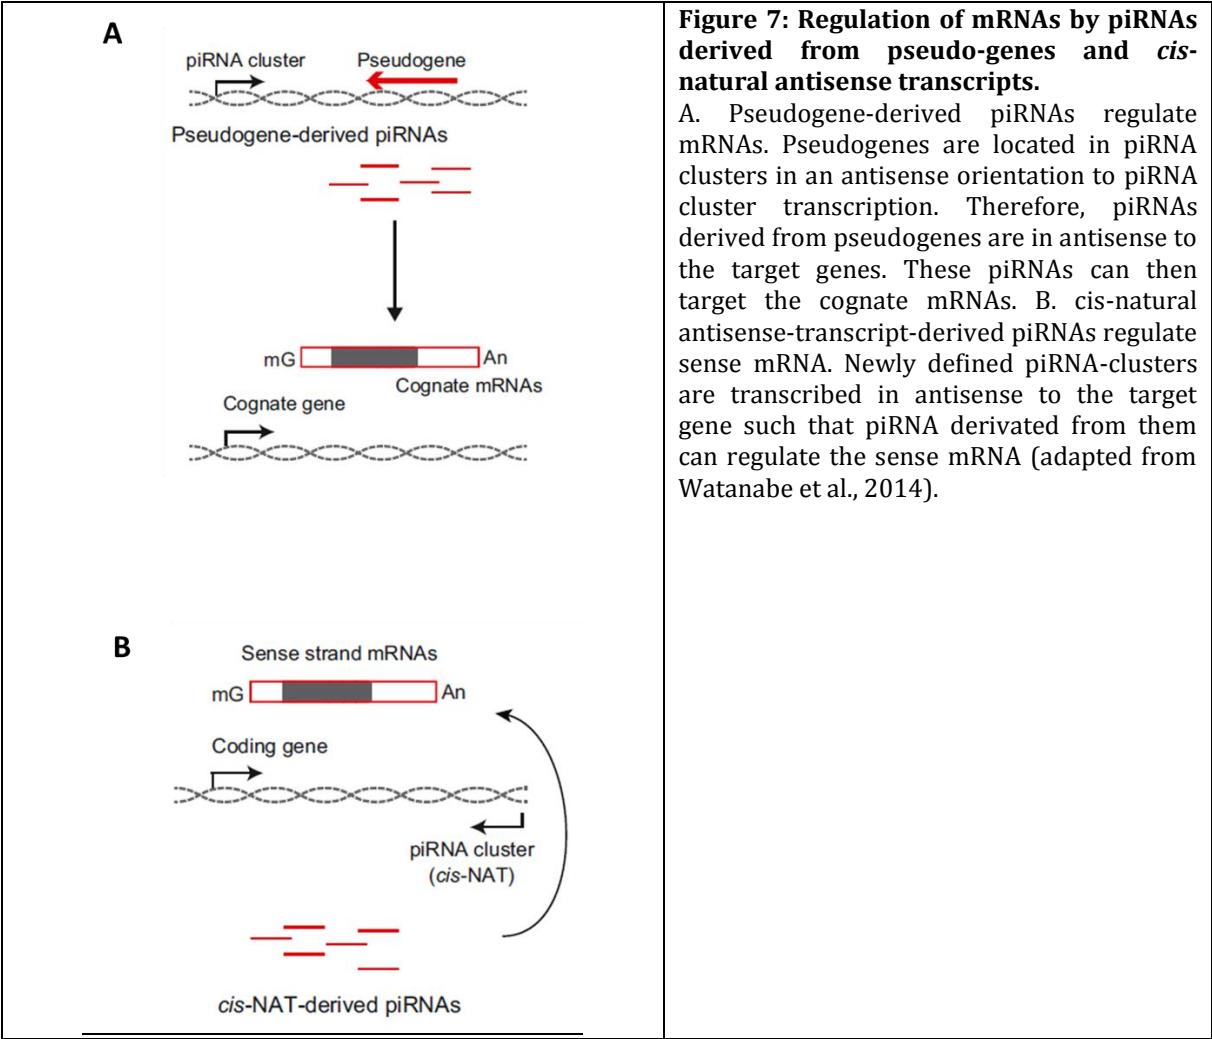 A
piRNA cluster
Pseudogene
Pseudogene-derived piRNAs
mG
An
Cognate mRNAs
Cognate gene
B
Sense strand mRNAs
mG
An
Coding gene
piRNA cluster
(cis-NAT)
cis-NAT-derived piRNAs
Figure 7: Regulation of mRNAs by piRNAs
derived from pseudo-genes and cis-
natural antisense transcripts.
A. Pseudogene-derived piRNAs regulate
mRNAs. Pseudogenes are located in piRNA
clusters in an antisense orientation to piRNA
cluster transcription. Therefore, piRNAs
derived from pseudogenes are in antisense to
the target genes. These piRNAs can then
target the cognate mRNAs. B. cis-natural
antisense-transcript-derived piRNAs regulate
sense mRNA. Newly defined piRNA-clusters
are transcribed in antisense to the target
gene such that piRNA derivated from them
can regulate the sense mRNA (adapted from
Watanabe et al., 2014).